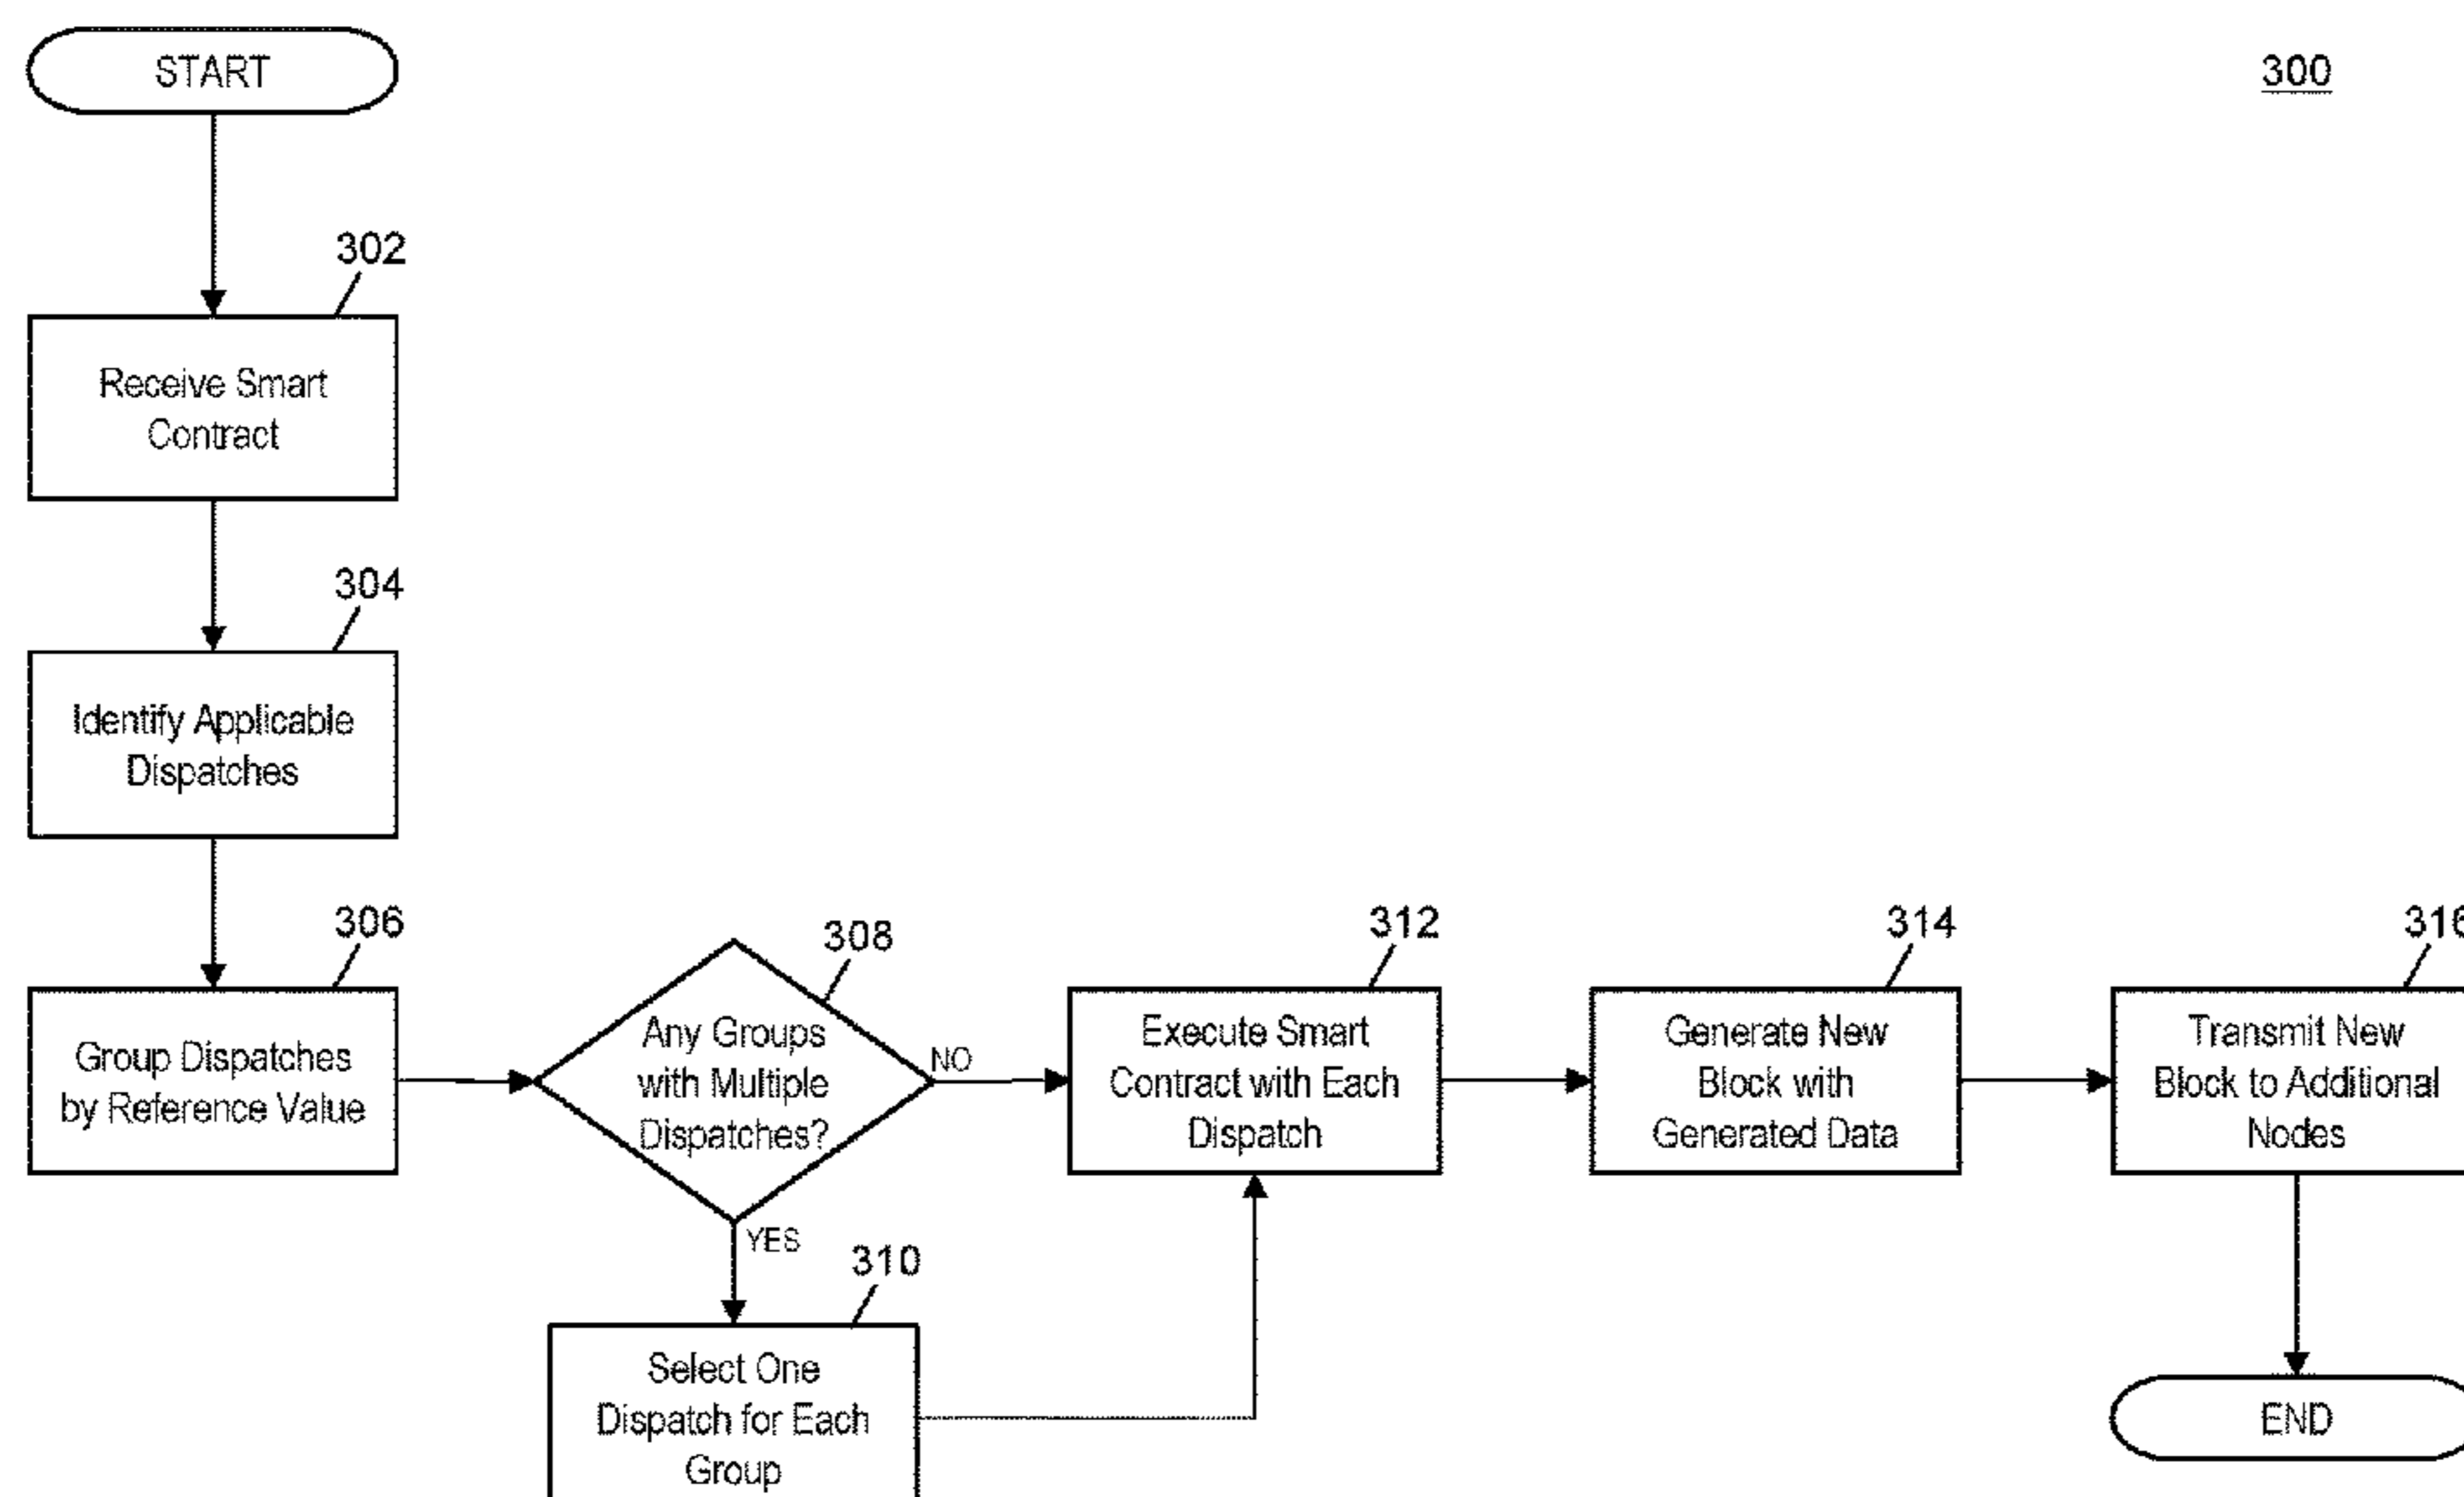 START
300
302
Receive Smart
Contract
304
Identify Applicable
Dispatches
306
Group Dispatches
by Reference Value
308
Any Groups
with Multiple
Dispatches?
NO
YES
310
Select One
Dispatch for Each
Group
312
Execute Smart
Contract with Each
Dispatch
314
Generate New
Block with
Generated Data
316
Transmit New
Block to Additional
Nodes
END